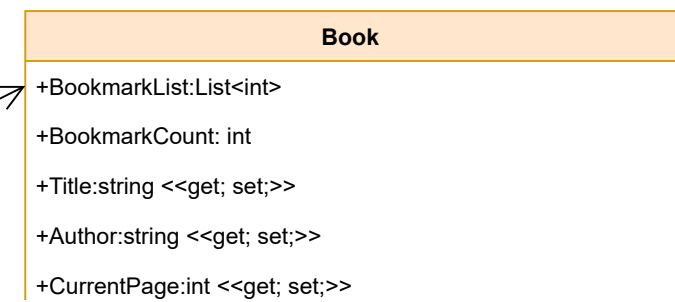 Book
+BookmarkList:List<int>
+BookmarkCount: int
+Title:string <<get; set;>>
+Author:string <<get; set;>>
+CurrentPage:int <<get; set;>>